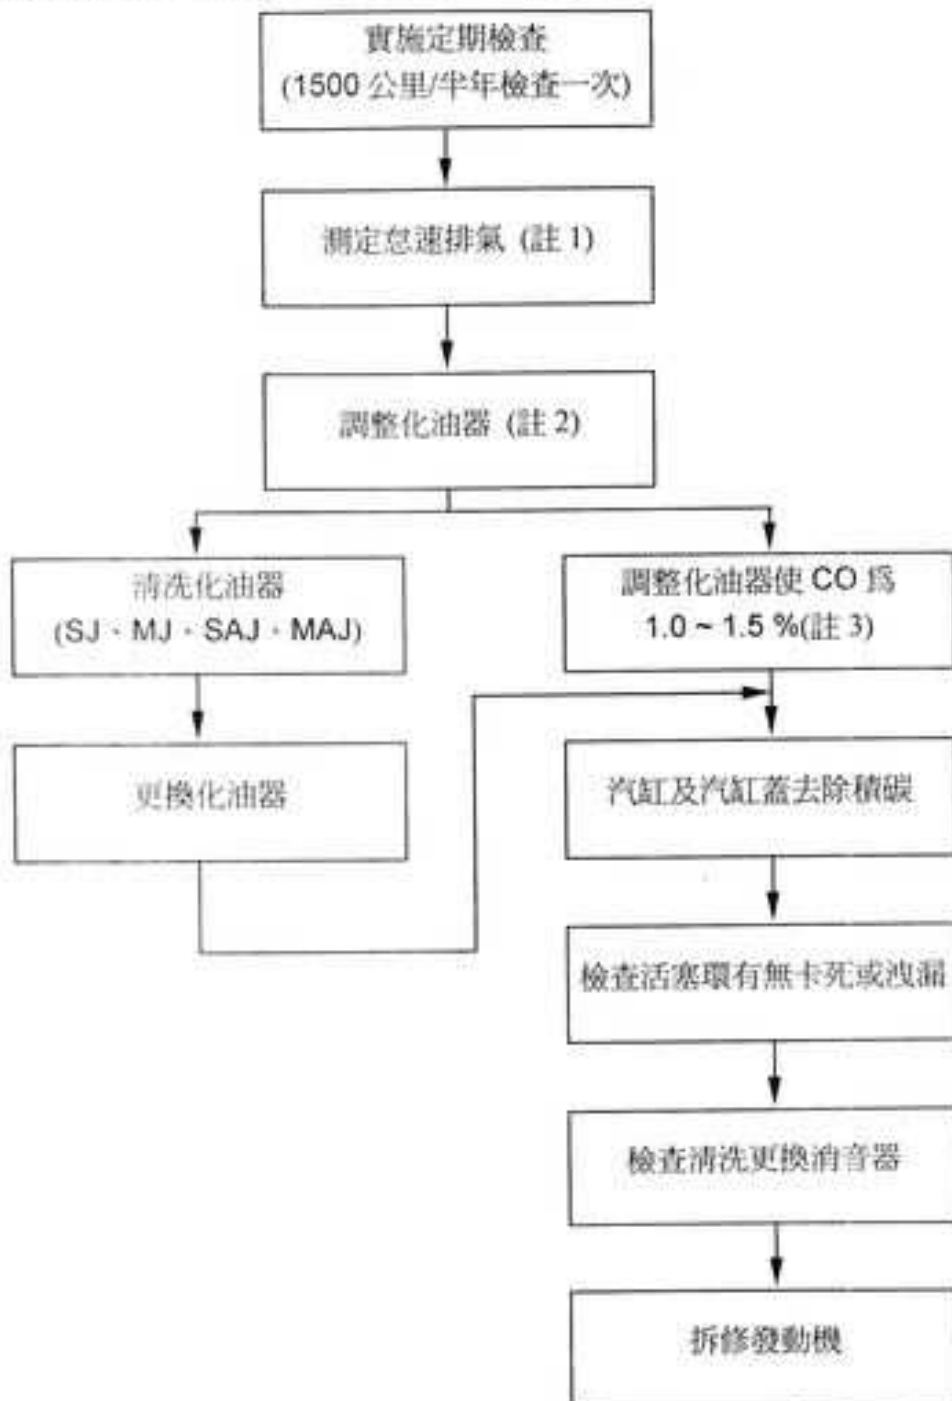 實施定期檢查
(1500 公里/半年檢查一次)
測定怠速排氣 (註 1)
調整化油器 (註 2)
清洗化油器
(SJ、MJ、SAJ、MAJ)
更換化油器
調整化油器使 CO 爲
1.0 ~ 1.5 %(註 3)
汽缸及汽缸蓋去除積碳
檢查活塞環有無卡死或洩漏
檢查清洗更換消音器
拆修發動機